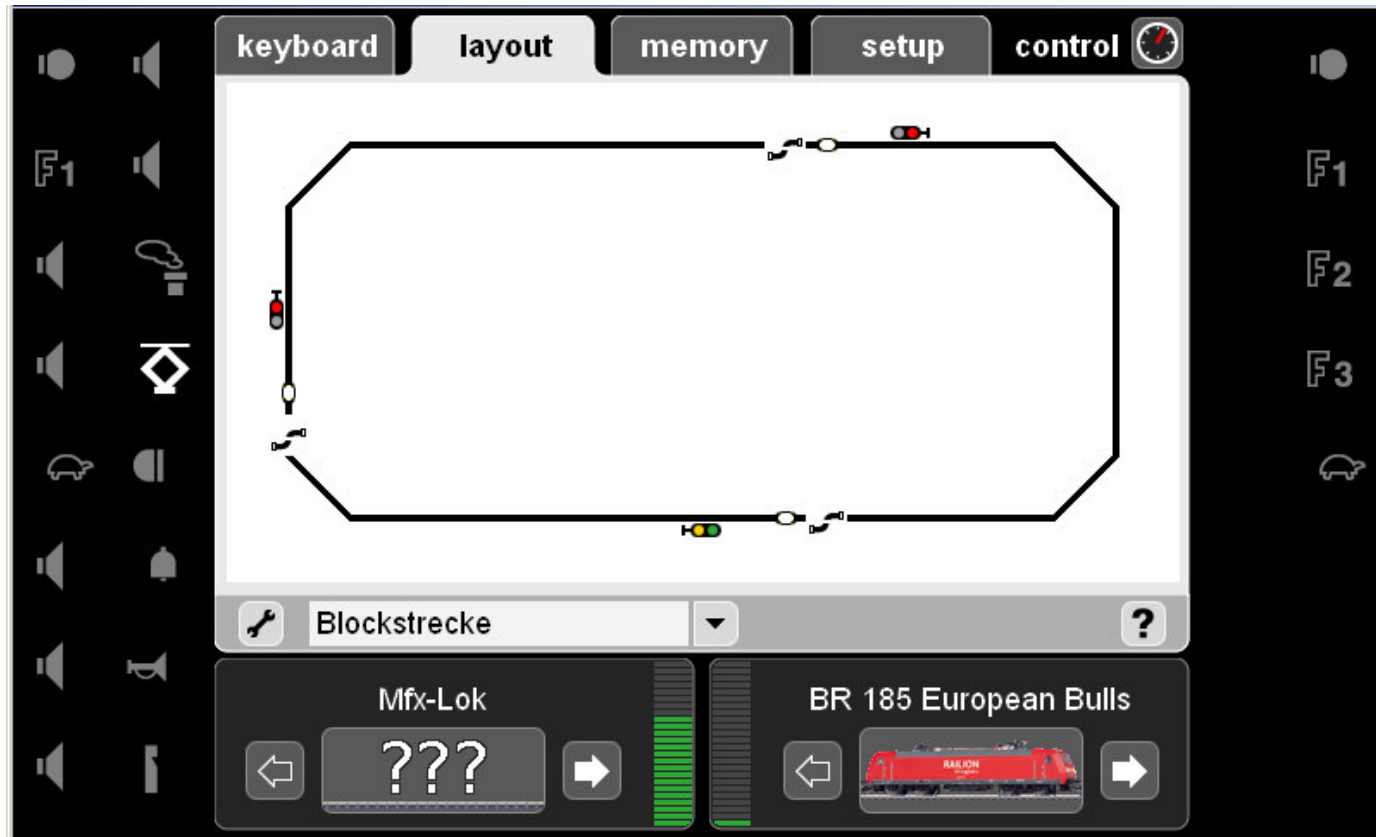 keyboard layout memory setup control
F1
F1
F2
F3
Blockstrecke
?
Mfx-Lok
BR 185 European Bulls
???
RAILION